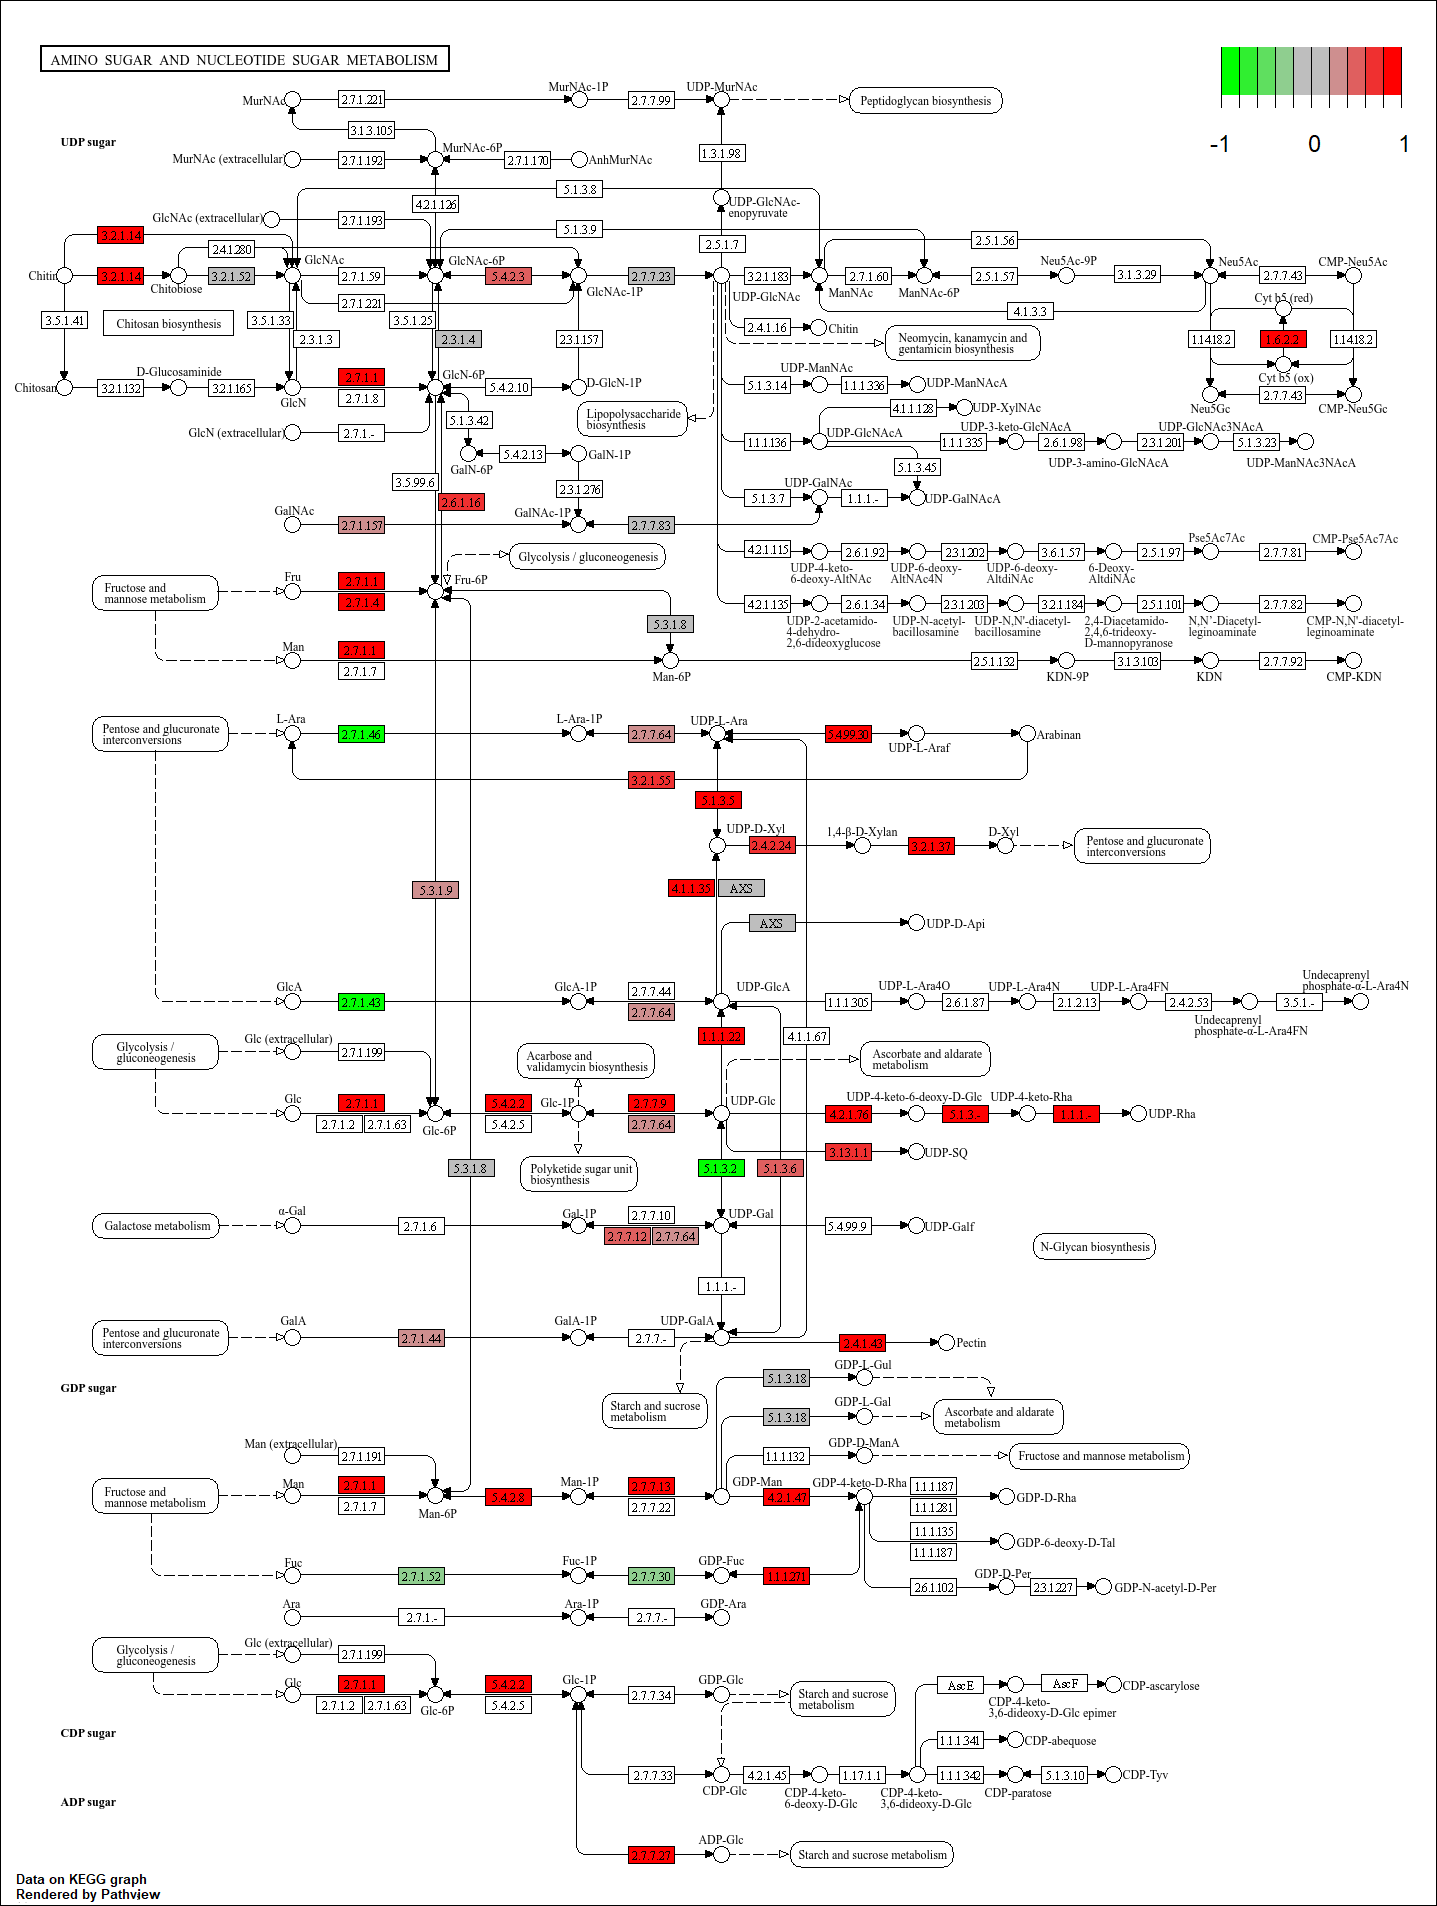 AMINO SUGAR AND NUCLEOTIDE SUGAR METABOLISM
-1 0 1
MurNAc 2.7.1.221 MurNAc-1P 2.7.7.99 UDP-MurNAc Peptidoglycan biosynthesis
3.1.3.105
UDP sugar
MurNAc (extracellular) 2.7.1.192 MurNAc-6P 2.7.1.170 AnhMurNAc 1.3.1.98
5.1.3.8
4.2.1.126 UDP-GlcNAc-
enopyruvate
GlcNAc (extracellular) 2.7.1.193
3.2.1.14 5.1.3.9 2.5.1.7 2.5.1.56
2.4.1.280
Chitin 3.2.1.14 Chitobiose 3.2.1.52 GlcNAc 2.7.1.59 GlcNAc-6P 5.4.2.3 GlcNAc-1P 2.7.7.23 UDP-GlcNAc 3.2.1.183 ManNAc 2.7.1.60 ManNAc-6P 2.5.1.57 Neu5Ac-9P 3.1.3.29 Neu5Ac 2.7.7.43 CMP-Neu5Ac
2.7.1.221 4.1.3.3 Cyt b5 (red)
3.5.1.41 Chitosan biosynthesis 3.5.1.33 3.5.1.25 2.4.1.16 Chitin
2.3.1.3 2.3.1.4 2.3.1.157 1.14.18.2 1.6.2.2 1.14.18.2
Neomycin, kanamycin and
gentamicin biosynthesis
Cyt b5 (ox)
Chitosan 3.2.1.132 D-Glucosaminide 3.2.1.165 GlcN 2.7.1.1 GlcN-6P 5.4.2.10 D-GlcN-1P 5.1.3.14 UDP-ManNAc 1.1.1.336 UDP-ManNAcA
2.7.1.8 Neu5Gc 2.7.7.43 CMP-Neu5Gc
Lipopolysaccharide
biosynthesis
4.1.1.128 UDP-XylNAc
5.1.3.42
GlcN (extracellular) 2.7.1.-
1.1.1.136 UDP-GlcNAcA 1.1.1.335 UDP-3-keto-GlcNAcA 2.6.1.98 UDP-3-amino-GlcNAcA 2.3.1.201 UDP-GlcNAc3NAcA 5.1.3.23 UDP-ManNAc3NAcA
GalN-6P 5.4.2.13 GalN-1P
5.1.3.45
3.5.99.6 2.3.1.276
2.6.1.16 5.1.3.7 UDP-GalNAc 1.1.1.- UDP-GalNAcA
GalNAc 2.7.1.157 GalNAc-1P 2.7.7.83
Glycolysis / gluconeogenesis
4.2.1.115 UDP-4-keto-
6-deoxy-AltNAc 2.6.1.92 UDP-6-deoxy-
AltNAc4N 2.3.1.202 UDP-6-deoxy-
AltdiNAc 3.6.1.57 6-Deoxy-
AltdiNAc 2.5.1.97 Pse5Ac7Ac 2.7.7.81 CMP-Pse5Ac7Ac
Fructose and
mannose metabolism
Fru 2.7.1.1 Fru-6P
2.7.1.4
4.2.1.135 UDP-2-acetamido-
4-dehydro-
2,6-dideoxyglucose 2.6.1.34 UDP-N-acetyl-
bacillosamine 2.3.1.203 UDP-N,N'-diacetyl-
bacillosamine 3.2.1.184 2,4-Diacetamido-
2,4,6-trideoxy-
D-mannopyranose 2.5.1.101 N,N'-Diacetyl-
leginoaminate 2.7.7.82 CMP-N,N'-diacetyl-
leginoaminate
5.3.1.8
Man 2.7.1.1 Man-6P 2.5.1.132 KDN-9P 3.1.3.103 KDN 2.7.7.92 CMP-KDN
2.7.1.7
Pentose and glucuronate
interconversions
L-Ara 2.7.1.46 L-Ara-1P 2.7.7.64 UDP-L-Ara 5.4.99.30 UDP-L-Araf Arabinan
3.2.1.55
5.1.3.5
UDP-D-Xyl 2.4.2.24 1,4-β-D-Xylan 3.2.1.37 D-Xyl
Pentose and glucuronate
interconversions
5.3.1.9 4.1.1.35 AXS
AXS UDP-D-Api
GlcA 2.7.1.43 GlcA-1P 2.7.7.44 UDP-GlcA 1.1.1.305 UDP-L-Ara4O 2.6.1.87 UDP-L-Ara4N 2.1.2.13 UDP-L-Ara4FN 2.4.2.53 Undecaprenyl
phosphate-α-L-Ara4FN 3.5.1.- Undecaprenyl
phosphate-α-L-Ara4N
2.7.7.64
1.1.1.22 4.1.1.67
Glycolysis /
gluconeogenesis
Glc (extracellular) 2.7.1.199
Acarbose and
validamycin biosynthesis
Ascorbate and aldarate
metabolism
Glc 2.7.1.1 Glc-6P 5.4.2.2 Glc-1P 2.7.7.9 UDP-Glc 4.2.1.76 UDP-4-keto-6-deoxy-D-Glc 5.1.3.- UDP-4-keto-Rha 1.1.1.- UDP-Rha
2.7.1.2 2.7.1.63 5.4.2.5 2.7.7.64
3.13.1.1 UDP-SQ
5.3.1.8
Polyketide sugar unit
biosynthesis
5.1.3.2 5.1.3.6
Galactose metabolism α-Gal 2.7.1.6 Gal-1P 2.7.7.10 UDP-Gal 5.4.99.9 UDP-Galf
2.7.7.12 2.7.7.64
N-Glycan biosynthesis
1.1.1.-
Pentose and glucuronate
interconversions
GalA 2.7.1.44 GalA-1P 2.7.7.- UDP-GalA 2.4.1.43 Pectin
GDP sugar
Starch and sucrose
metabolism
5.1.3.18 GDP-L-Gul
5.1.3.18 GDP-L-Gal
Ascorbate and aldarate
metabolism
Man (extracellular) 2.7.1.191
1.1.1.132 GDP-D-ManA Fructose and mannose metabolism
Fructose and
mannose metabolism
Man 2.7.1.1 Man-6P 5.4.2.8 Man-1P 2.7.7.13 GDP-Man 4.2.1.47 GDP-4-keto-D-Rha 1.1.1.187 GDP-D-Rha
2.7.1.7 2.7.7.22 1.1.1.281
1.1.1.135 GDP-6-deoxy-D-Tal
1.1.1.187
Fuc 2.7.1.52 Fuc-1P 2.7.7.30 GDP-Fuc 1.1.1.271 2.6.1.102 GDP-D-Per 2.3.1.227 GDP-N-acetyl-D-Per
Ara 2.7.1.- Ara-1P 2.7.7.- GDP-Ara
Glycolysis /
gluconeogenesis
Glc (extracellular) 2.7.1.199
Glc 2.7.1.1 Glc-6P 5.4.2.2 Glc-1P 2.7.7.34 GDP-Glc
2.7.1.2 2.7.1.63 5.4.2.5
Starch and sucrose
metabolism
AscE CDP-4-keto-
3,6-dideoxy-D-Glc epimer AscF CDP-ascarylose
CDP sugar
1.1.1.341 CDP-abequose
2.7.7.33 CDP-Glc 4.2.1.45 CDP-4-keto-
6-deoxy-D-Glc 1.17.1.1 CDP-4-keto-
3,6-dideoxy-D-Glc 1.1.1.342 CDP-paratose 5.1.3.10 CDP-Tyv
ADP sugar
2.7.7.27 ADP-Glc Starch and sucrose metabolism
Data on KEGG graph
Rendered by Pathview